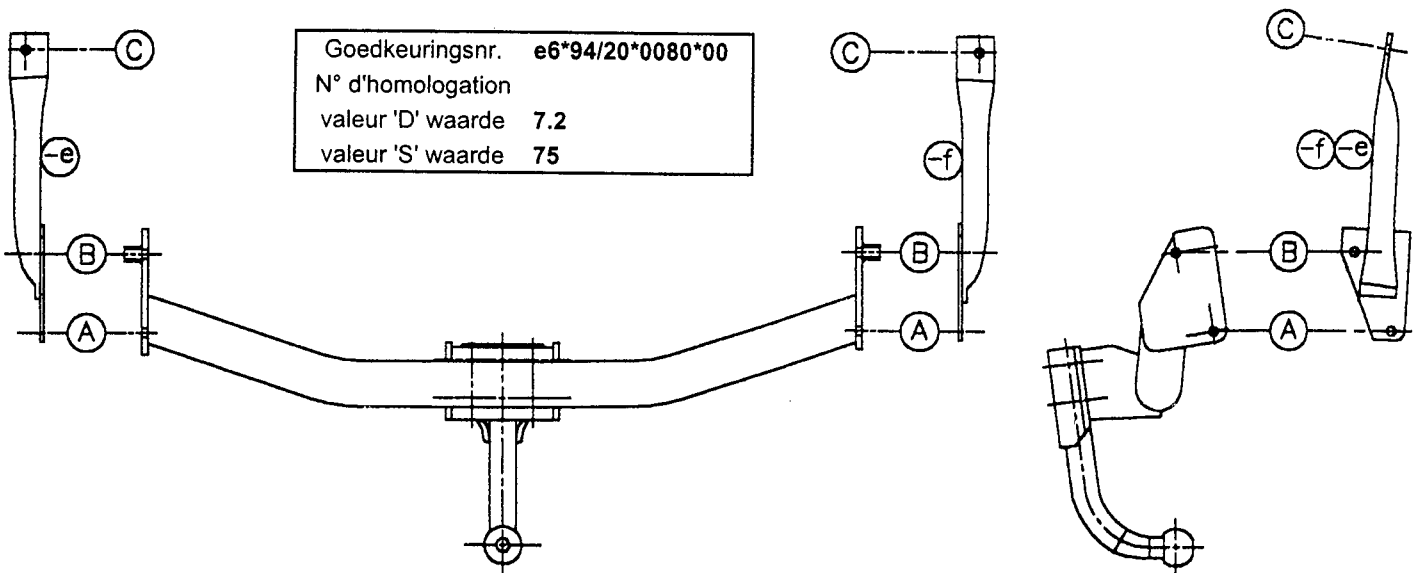 Goedkeuringsnr. e6*94/20*0080*00
N° d'homologation
valeur 'D' waarde 7.2
valeur 'S' waarde 75
C
C
C
-e
-f
-f -e
B
B
B
A
A
A